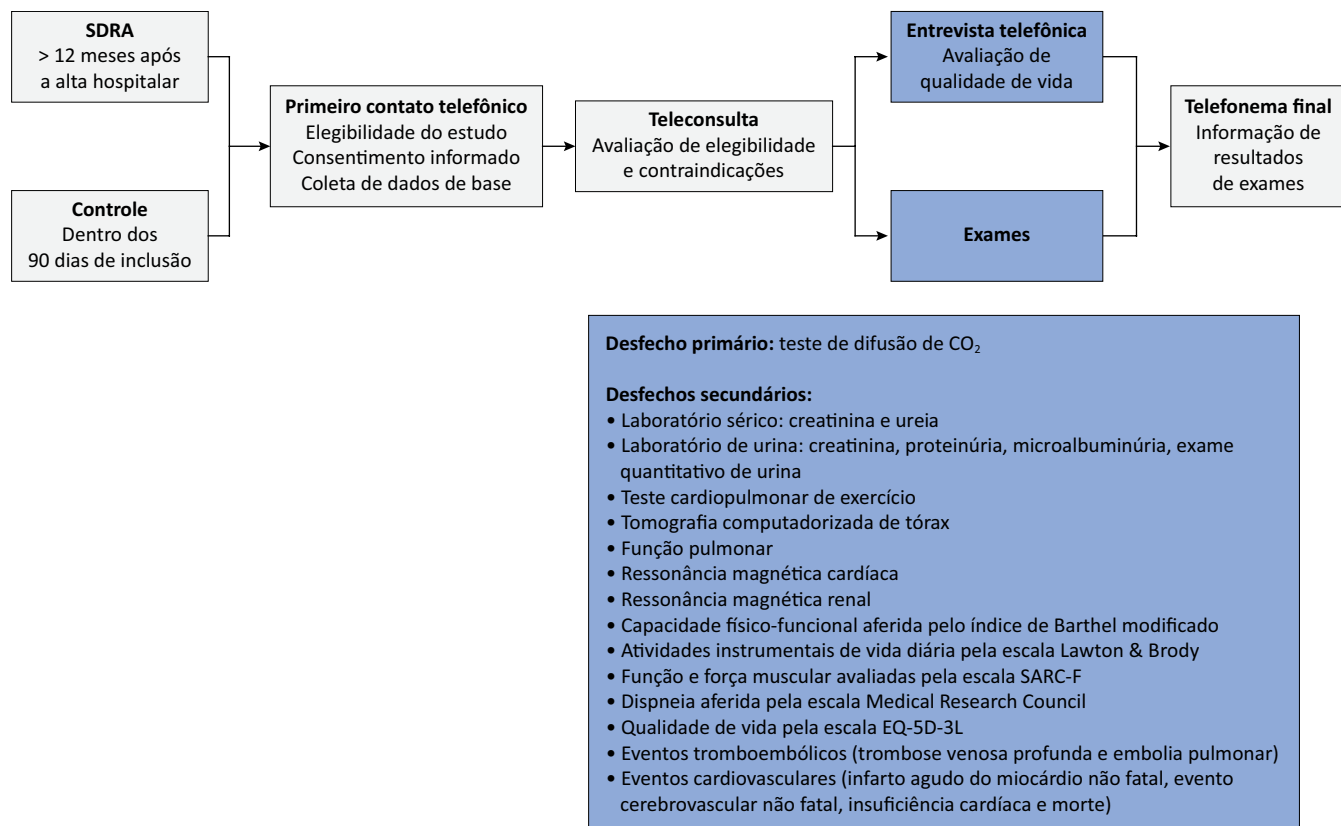 SDRA
> 12 meses após
a alta hospitalar
Controle
Dentro dos
90 dias de inclusão
Primeiro contato telefônico
Elegibilidade do estudo
Consentimento informado
Coleta de dados de base
Teleconsulta
Avaliação de elegibilidade
e contraindicações
Entrevista telefônica
Avaliação de
qualidade de vida
Exames
Telefonema final
Informação de
resultados
de exames
Desfecho primário: teste de difusão de CO₂
Desfechos secundários:
• Laboratório sérico: creatinina e ureia
• Laboratório de urina: creatinina, proteinúria, microalbuminúria, exame
quantitativo de urina
• Teste cardiopulmonar de exercício
• Tomografia computadorizada de tórax
• Função pulmonar
• Ressonância magnética cardíaca
• Ressonância magnética renal
• Capacidade físico-funcional aferida pelo índice de Barthel modificado
• Atividades instrumentais de vida diária pela escala Lawton & Brody
• Função e força muscular avaliadas pela escala SARC-F
• Dispneia aferida pela escala Medical Research Council
• Qualidade de vida pela escala EQ-5D-3L
• Eventos tromboembólicos (trombose venosa profunda e embolia pulmonar)
• Eventos cardiovasculares (infarto agudo do miocárdio não fatal, evento
cerebrovascular não fatal, insuficiência cardíaca e morte)